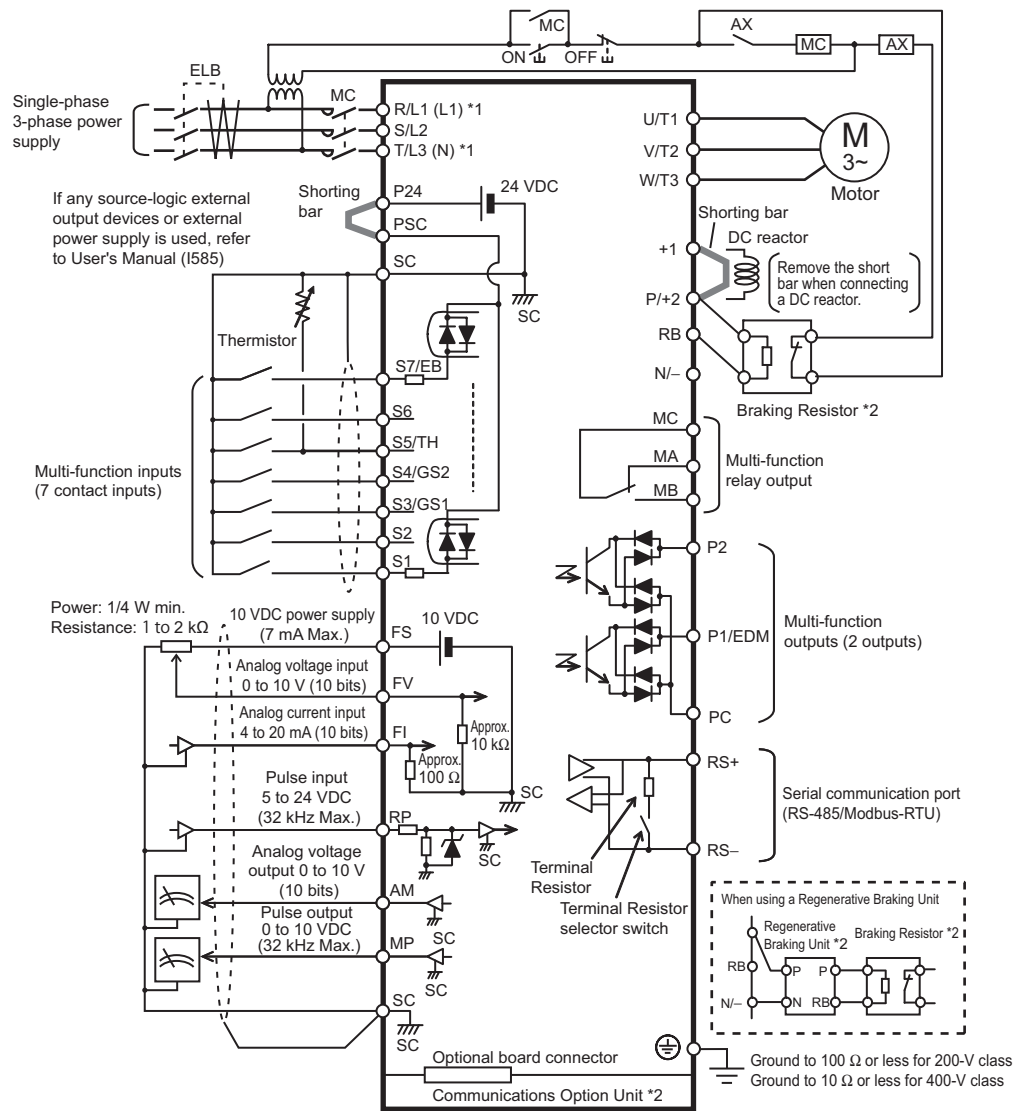 MC
ON
OFF
AX
MC
AX
ELB
MC
Single-phase
3-phase power
supply
R/L1 (L1) *1
S/L2
T/L3 (N) *1
U/T1
V/T2
W/T3
M
3~
Motor
If any source-logic external
output devices or external
power supply is used, refer
to User's Manual (I585)
Shorting
bar
P24
24 VDC
PSC
SC
SC
Shorting bar
DC reactor
+1
Remove the short
bar when connecting
a DC reactor.
P/+2
RB
N/–
Braking Resistor *2
Thermistor
S7/EB
S6
S5/TH
S4/GS2
S3/GS1
S2
S1
Multi-function inputs
(7 contact inputs)
MC
MA
MB
Multi-function
relay output
P2
P1/EDM
PC
Multi-function
outputs (2 outputs)
Power: 1/4 W min.
Resistance: 1 to 2 kΩ
10 VDC power supply
(7 mA Max.)
FS
10 VDC
Analog voltage input
0 to 10 V (10 bits)
FV
Approx.
10 kΩ
Analog current input
4 to 20 mA (10 bits)
FI
Approx.
100 Ω
SC
Pulse input
5 to 24 VDC
(32 kHz Max.)
RP
SC
Analog voltage
output 0 to 10 V
(10 bits)
AM
SC
Pulse output
0 to 10 VDC
(32 kHz Max.)
MP
SC
SC
SC
RS+
RS–
Serial communication port
(RS-485/Modbus-RTU)
Terminal
Resistor
Terminal Resistor
selector switch
When using a Regenerative Braking Unit
Regenerative
Braking Unit *2
Braking Resistor *2
RB
P
P
N/–
N
RB
Optional board connector
Communications Option Unit *2
Ground to 100 Ω or less for 200-V class
Ground to 10 Ω or less for 400-V class